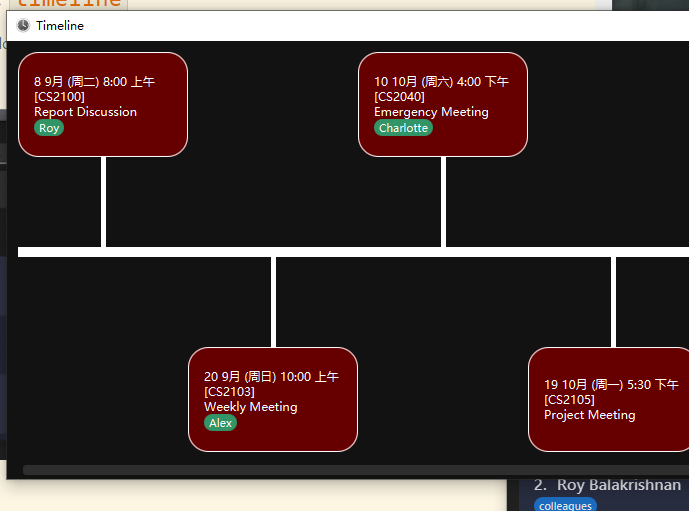 timeline
Timeline
8 9月 (周二) 8:00 上午
[CS2100]
Report Discussion
Roy
10 10月 (周六) 4:00 下午
[CS2040]
Emergency Meeting
Charlotte
20 9月 (周日) 10:00 上午
[CS2103]
Weekly Meeting
Alex
19 10月 (周一) 5:30 下午
[CS2105]
Project Meeting
2. Roy Balakrishnan
colleagues